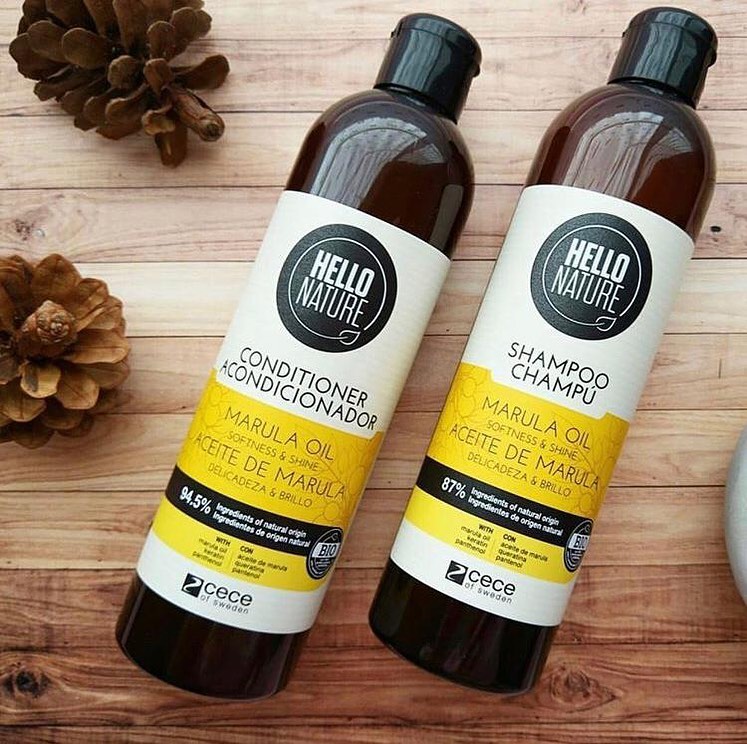 HELLO
NATURE
CONDITIONER
ACONDICIONADOR
MARULA OIL
SOFTNESS & SHINE
ACEITE DE MARULA
DELICADEZA & BRILLO
94,5% Ingredients of natural origin
Ingredientes de origen natural
WITH
marula oil
keratin
panthenol
CON
aceite de marula
queratina
pantenol
BIO
cece
of sweden
HELLO
NATURE
SHAMPOO
CHAMPÚ
MARULA OIL
SOFTNESS & SHINE
ACEITE DE MARULA
DELICADEZA & BRILLO
87% Ingredients of natural origin
Ingredientes de origen natural
WITH
marula oil
keratin
panthenol
CON
aceite de marula
queratina
pantenol
cece
of sweden